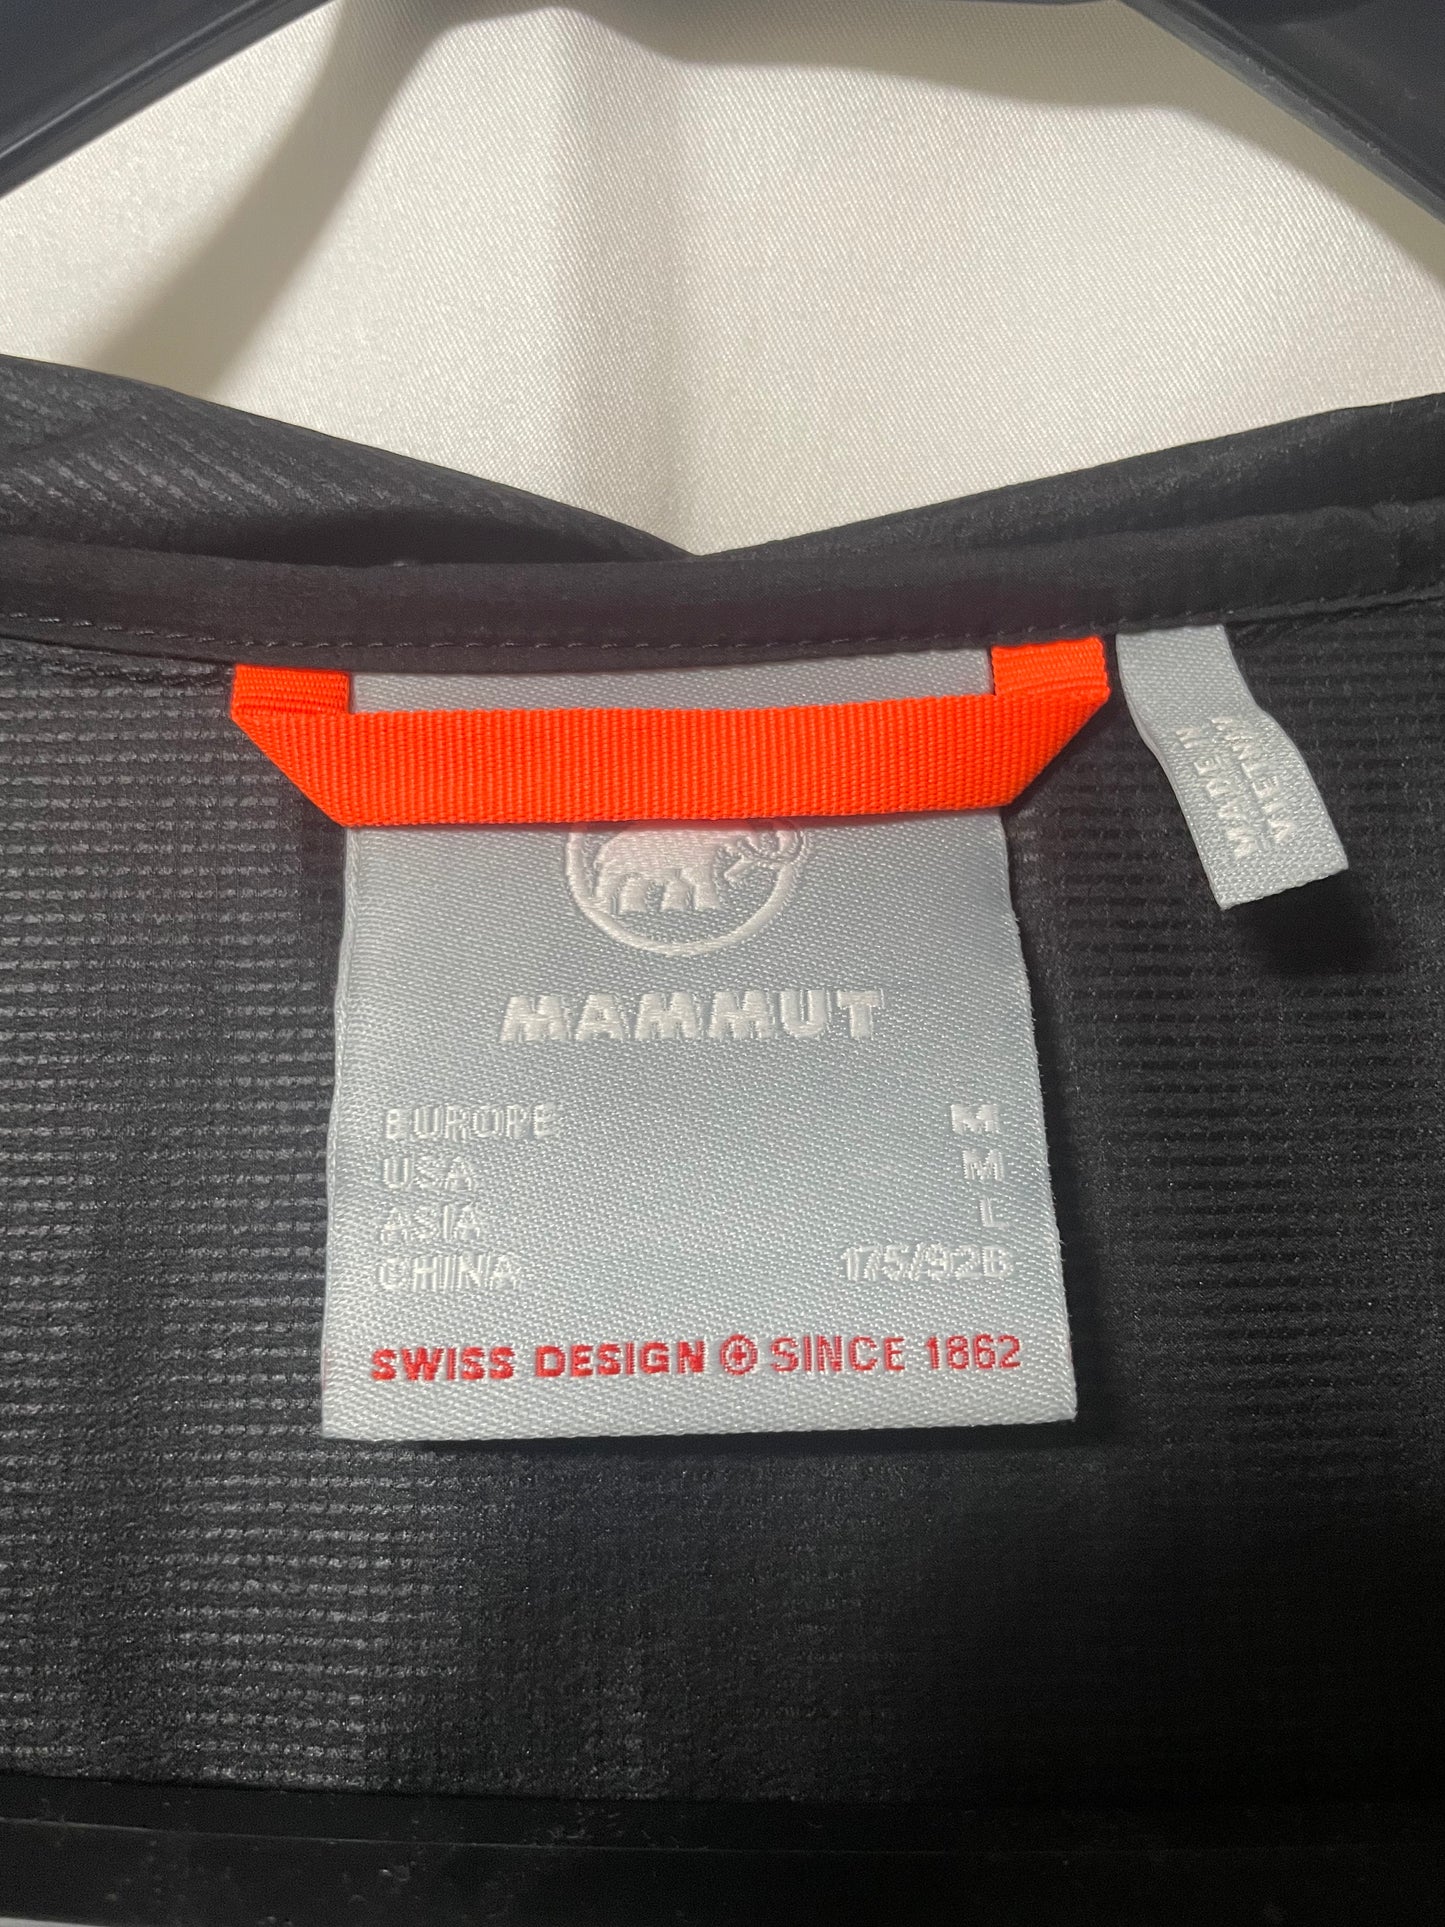 MAMMUT
EUROPE M
USA M
ASIA L
CHINA 175/92B
SWISS DESIGN SINCE 1862
MADE IN
VIETNAM